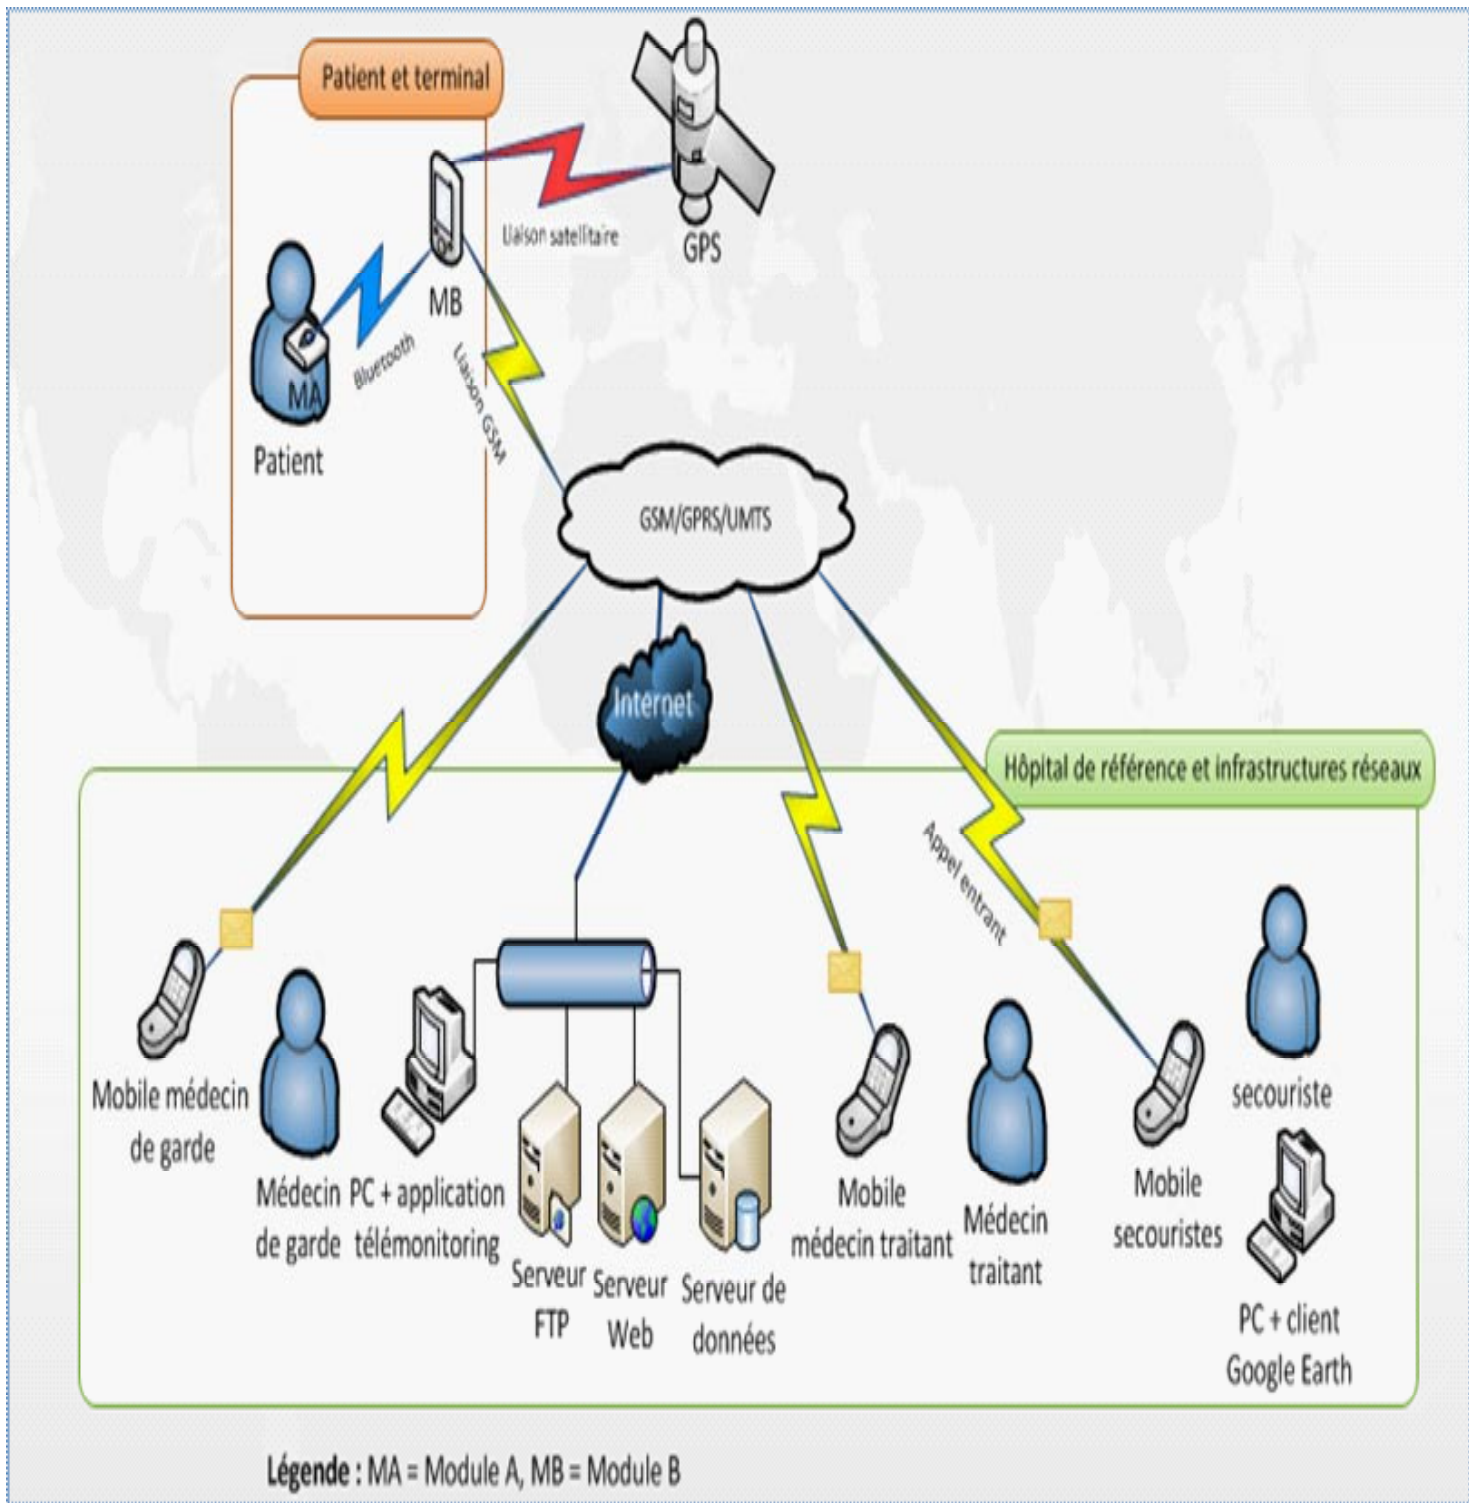 Patient et terminal
Liaison satellitaire
GPS
MB
Bluetooth
Liaison GSM
MA
Patient
GSM/GPRS/UMTS
Internet
Hôpital de référence et infrastructures réseaux
Appel entrant
Mobile médecin
de garde
Médecin
de garde
PC + application
télémonitoring
Serveur
FTP
Serveur
Web
Serveur de
données
Mobile
médecin traitant
Médecin
traitant
Mobile
secouristes
secouriste
PC + client
Google Earth
Légende : MA = Module A, MB = Module B